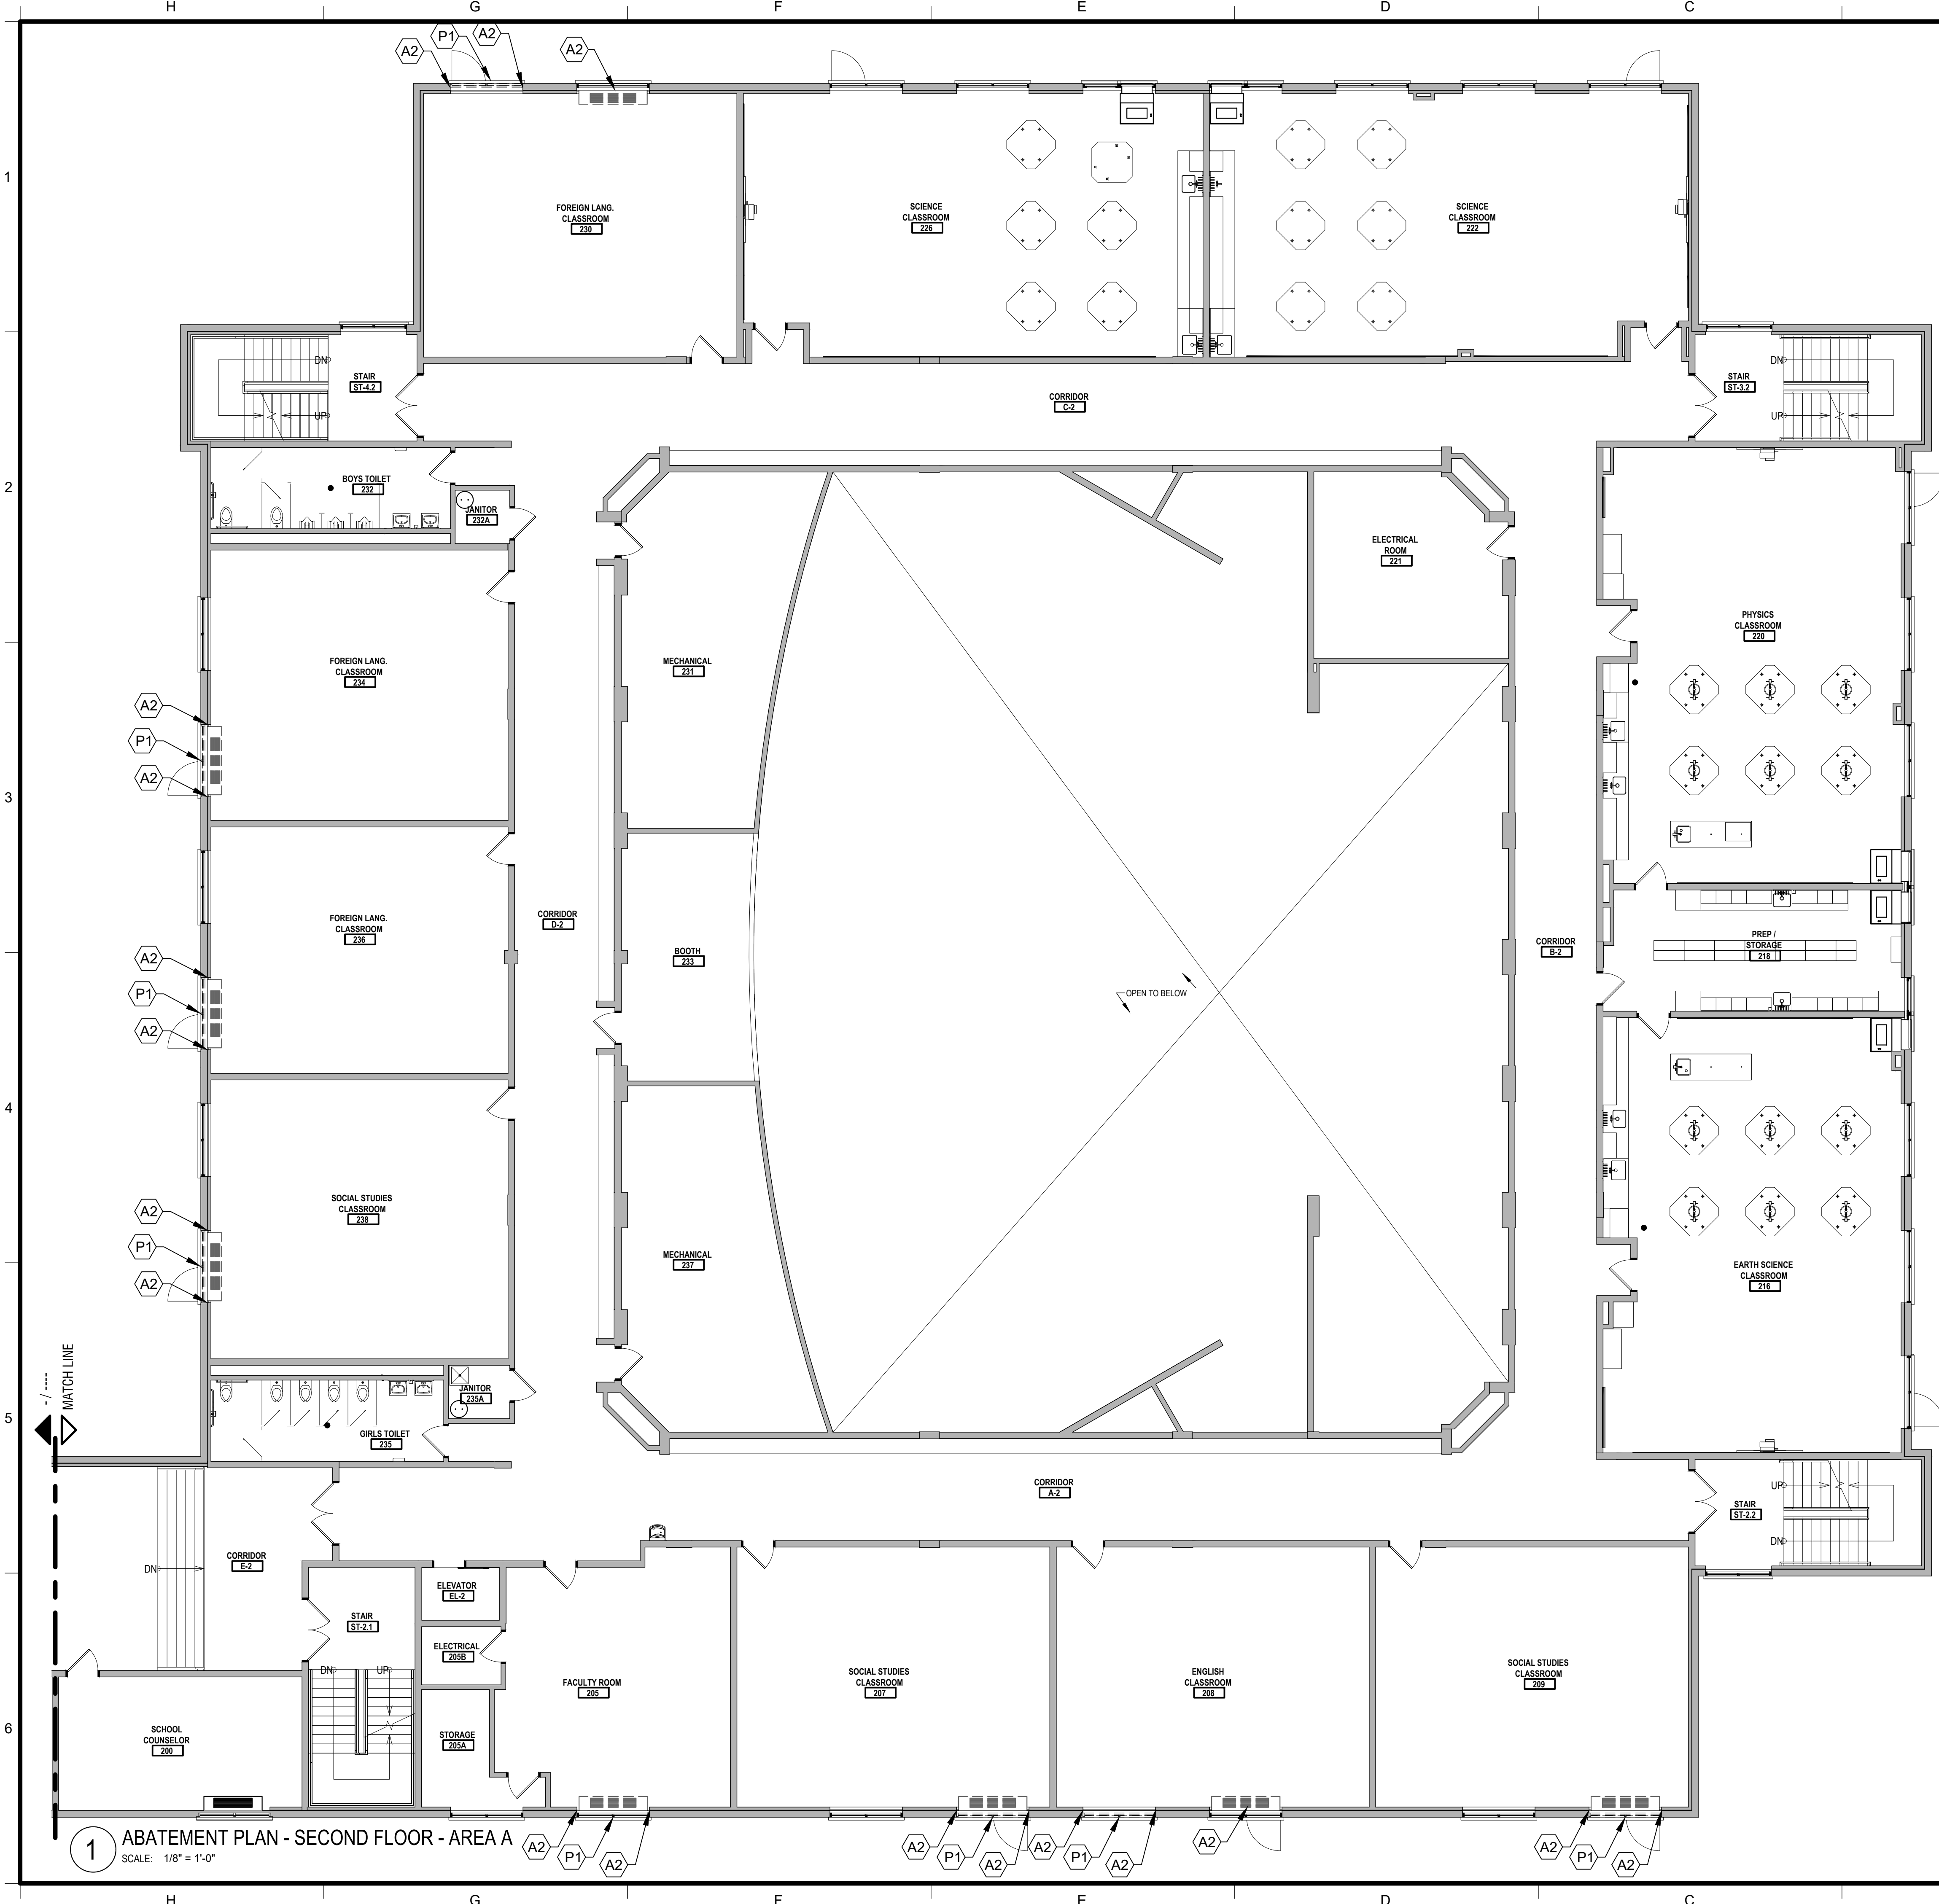 H G F E D C
A2 P1 A2 A2
1
FOREIGN LANG.
CLASSROOM
230
SCIENCE
CLASSROOM
226
SCIENCE
CLASSROOM
222
DN
STAIR
ST-4.2
UP
CORRIDOR
C-2
STAIR
ST-3.2
DN
UP
2
BOYS TOILET
232
JANITOR
232A
ELECTRICAL
ROOM
221
PHYSICS
CLASSROOM
220
FOREIGN LANG.
CLASSROOM
234
MECHANICAL
231
A2
P1
A2
3
FOREIGN LANG.
CLASSROOM
236
CORRIDOR
D-2
BOOTH
233
CORRIDOR
B-2
PREP /
STORAGE
218
A2
P1
A2
OPEN TO BELOW
4
SOCIAL STUDIES
CLASSROOM
238
A2
P1
A2
MECHANICAL
237
EARTH SCIENCE
CLASSROOM
216
- / ----
MATCH LINE
5
JANITOR
235A
GIRLS TOILET
235
CORRIDOR
A-2
UP
STAIR
ST-2.2
DN
CORRIDOR
E-2
DN
ELEVATOR
EL-2
STAIR
ST-2.1
ELECTRICAL
205B
DN UP
FACULTY ROOM
205
SOCIAL STUDIES
CLASSROOM
207
ENGLISH
CLASSROOM
208
SOCIAL STUDIES
CLASSROOM
209
6
SCHOOL
COUNSELOR
200
STORAGE
205A
A2 P1 A2
A2 P1 A2
A2 P1 A2
A2
A2 P1 A2
1
ABATEMENT PLAN - SECOND FLOOR - AREA A
SCALE: 1/8" = 1'-0"
H G F E D C